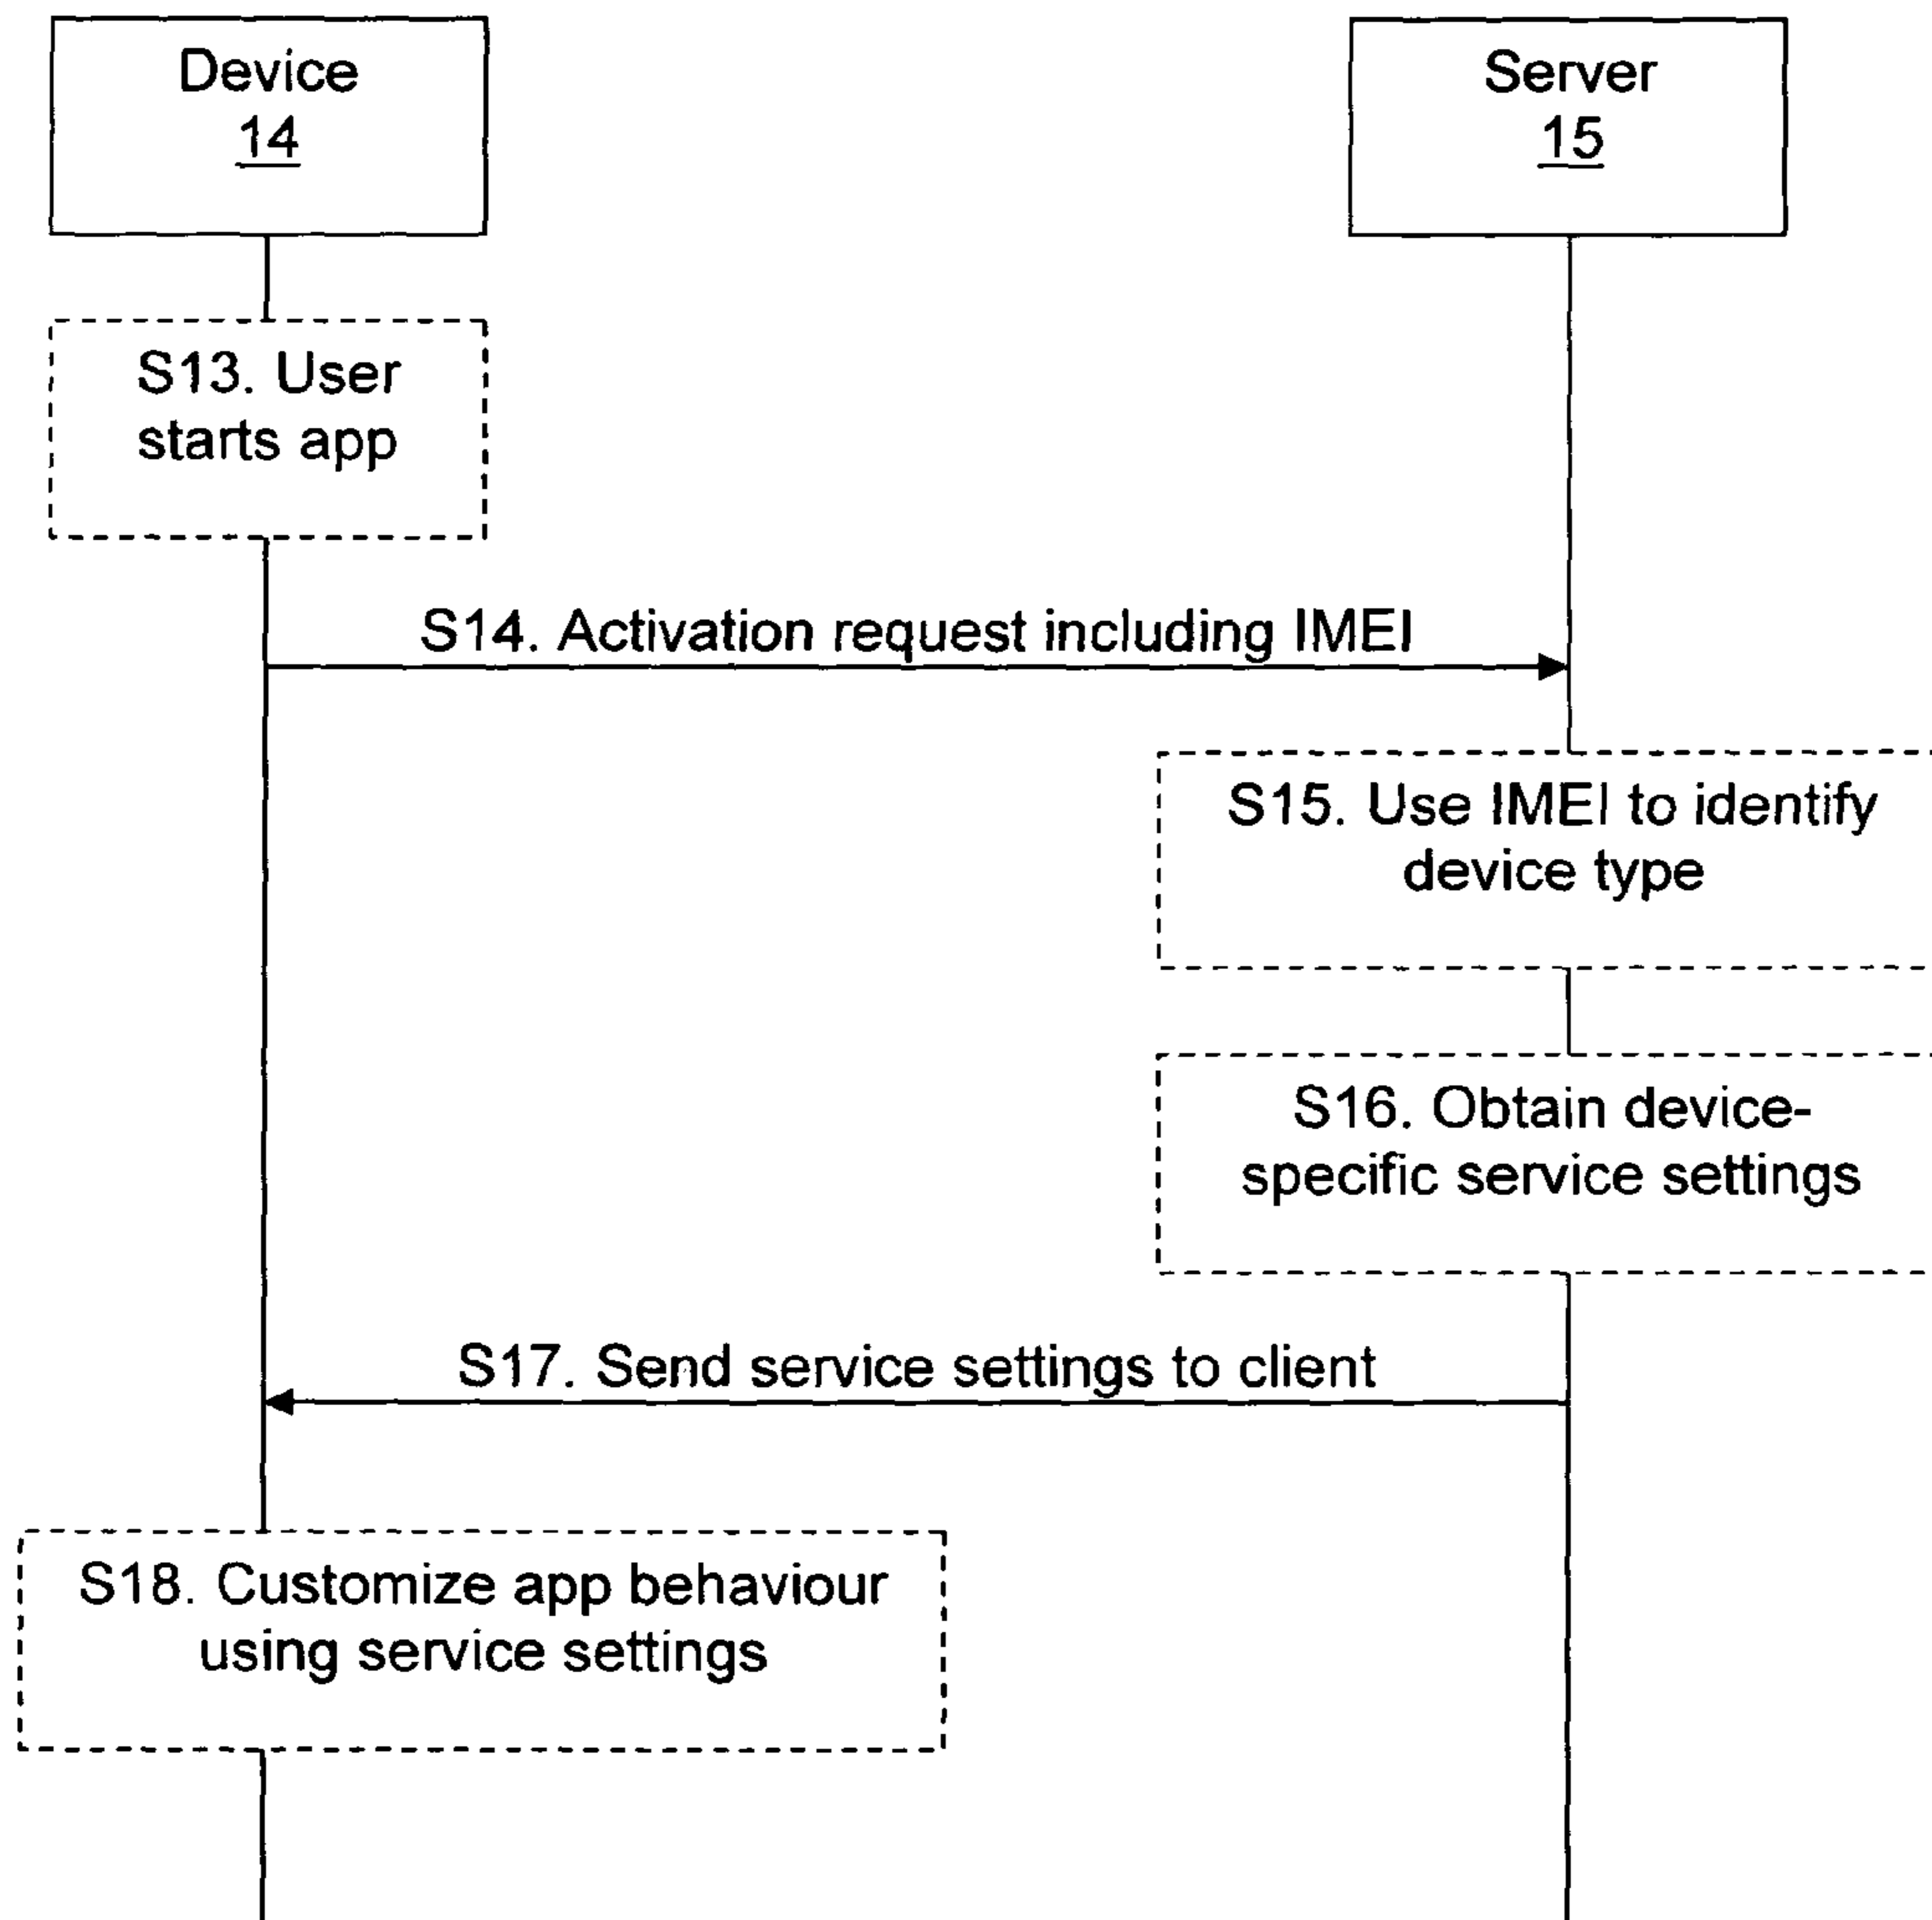 Device
14
Server
15
S13. User
starts app
S14. Activation request including IMEI
S15. Use IMEI to identify
device type
S16. Obtain device-
specific service settings
S17. Send service settings to client
S18. Customize app behaviour
using service settings